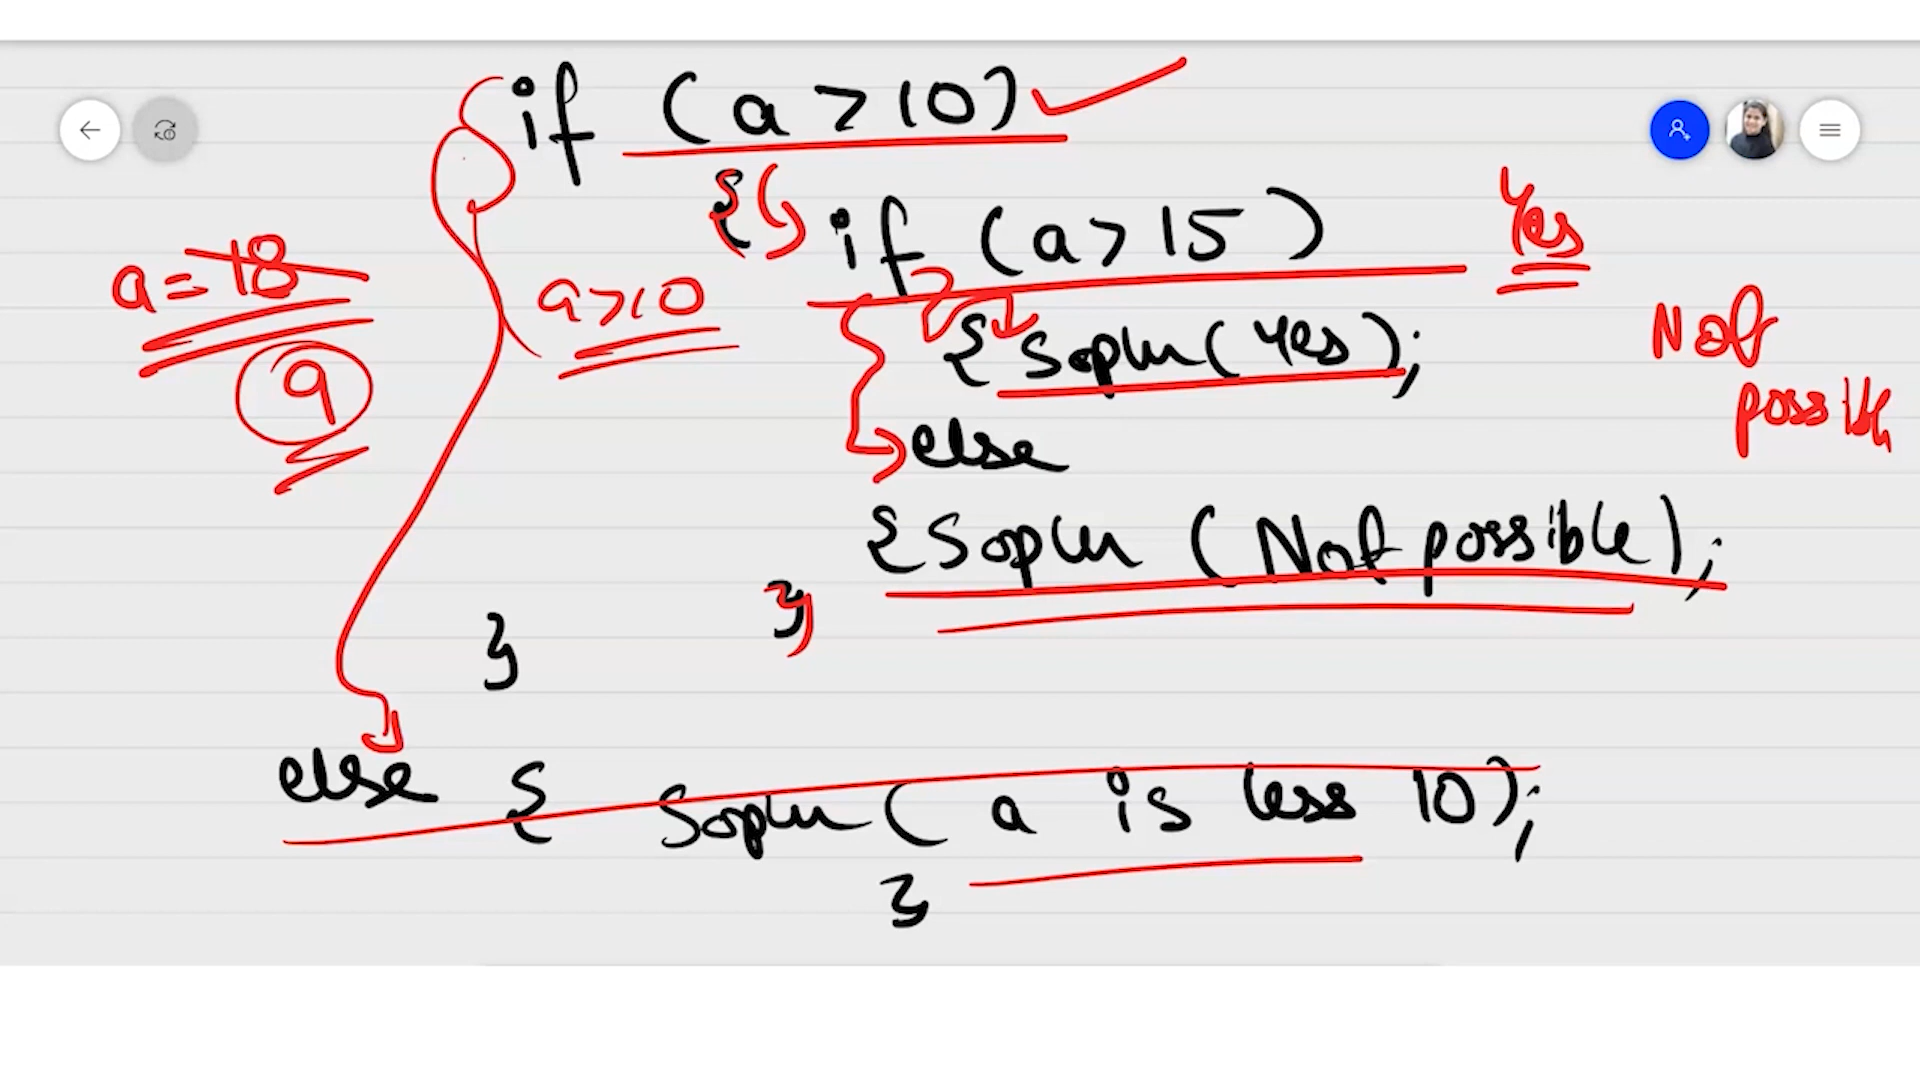 if (a > 10)
{ if (a > 15) Yes
a = 18 a>10
{ Sopln( Yes); Not possible
9
else
{ Sopln ( Not possible);
}
}
else { Sopln ( a is less 10);
}